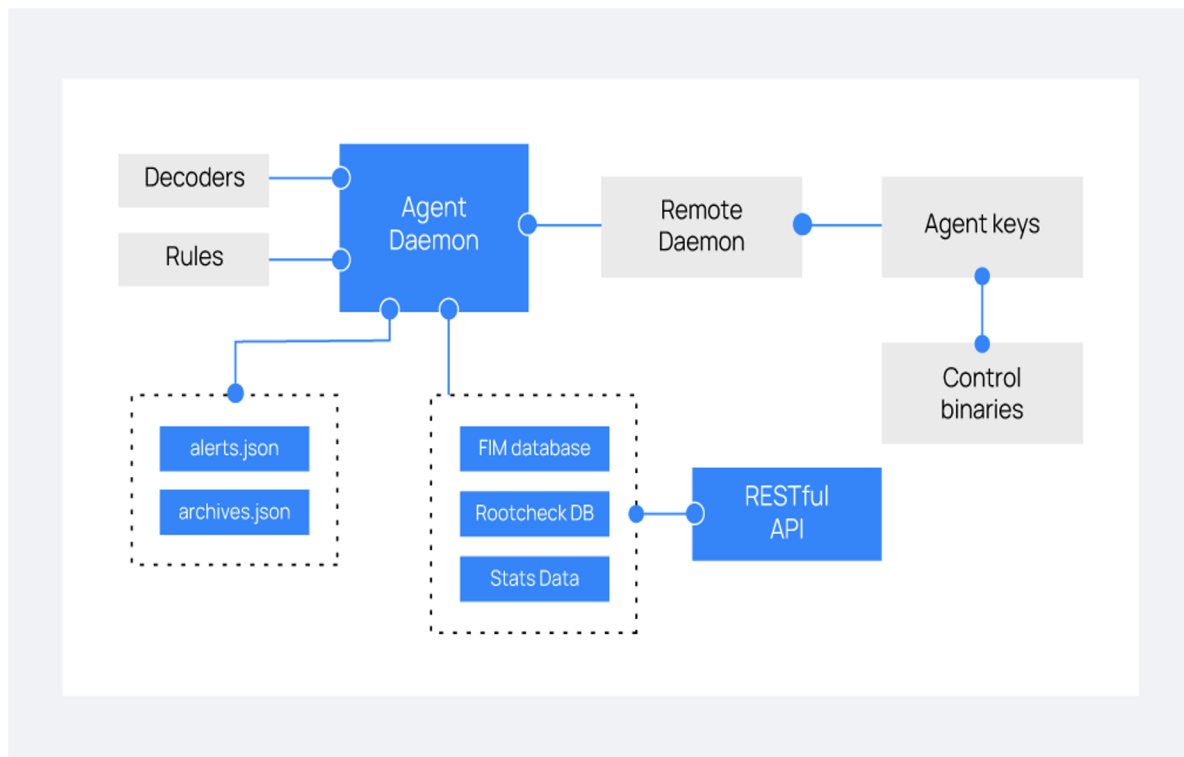 Decoders
Rules
Agent
Daemon
Remote
Daemon
Agent keys
Control
binaries
alerts.json
archives.json
FIM database
Rootcheck DB
Stats Data
RESTful
API